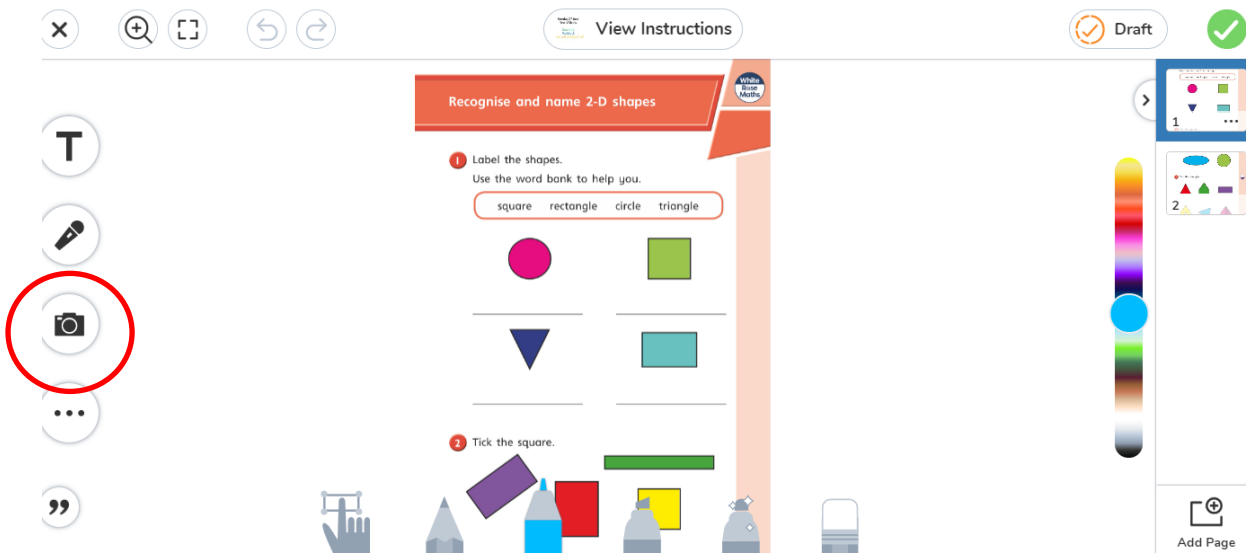 View Instructions
Draft
Recognise and name 2-D shapes
White
Rose
Maths
1 Label the shapes.
Use the word bank to help you.
square rectangle circle triangle
2 Tick the square.
T
”
1
2
Add Page